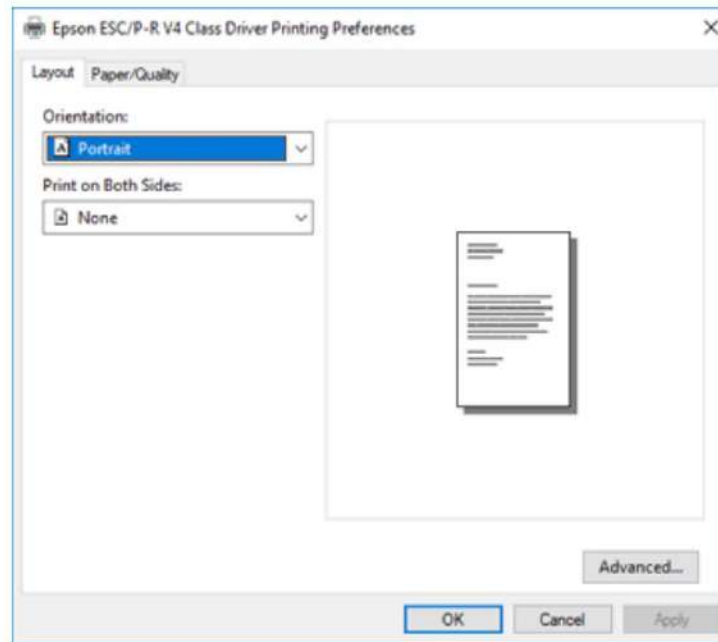 Epson ESC/P-R V4 Class Driver Printing Preferences
Layout Paper/Quality
Orientation:
A Portrait
Print on Both Sides:
None
Advanced...
OK Cancel Apply